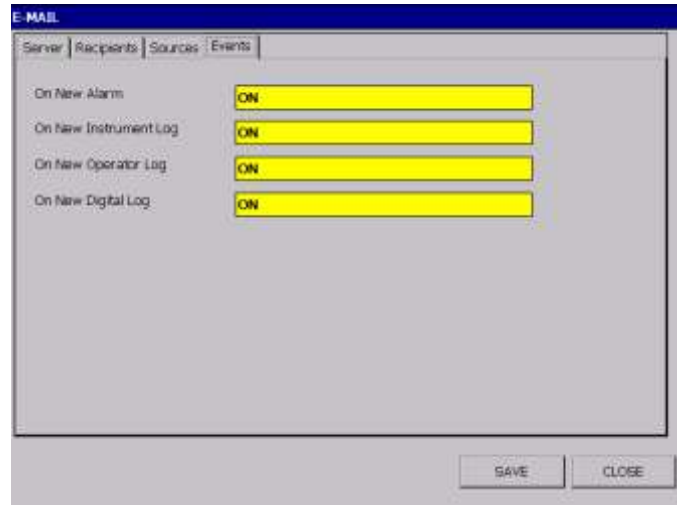 E-MAIL
Server Recipients Sources Events
On New Alarm ON
On New Instrument Log ON
On New Operator Log ON
On New Digital Log ON
SAVE CLOSE